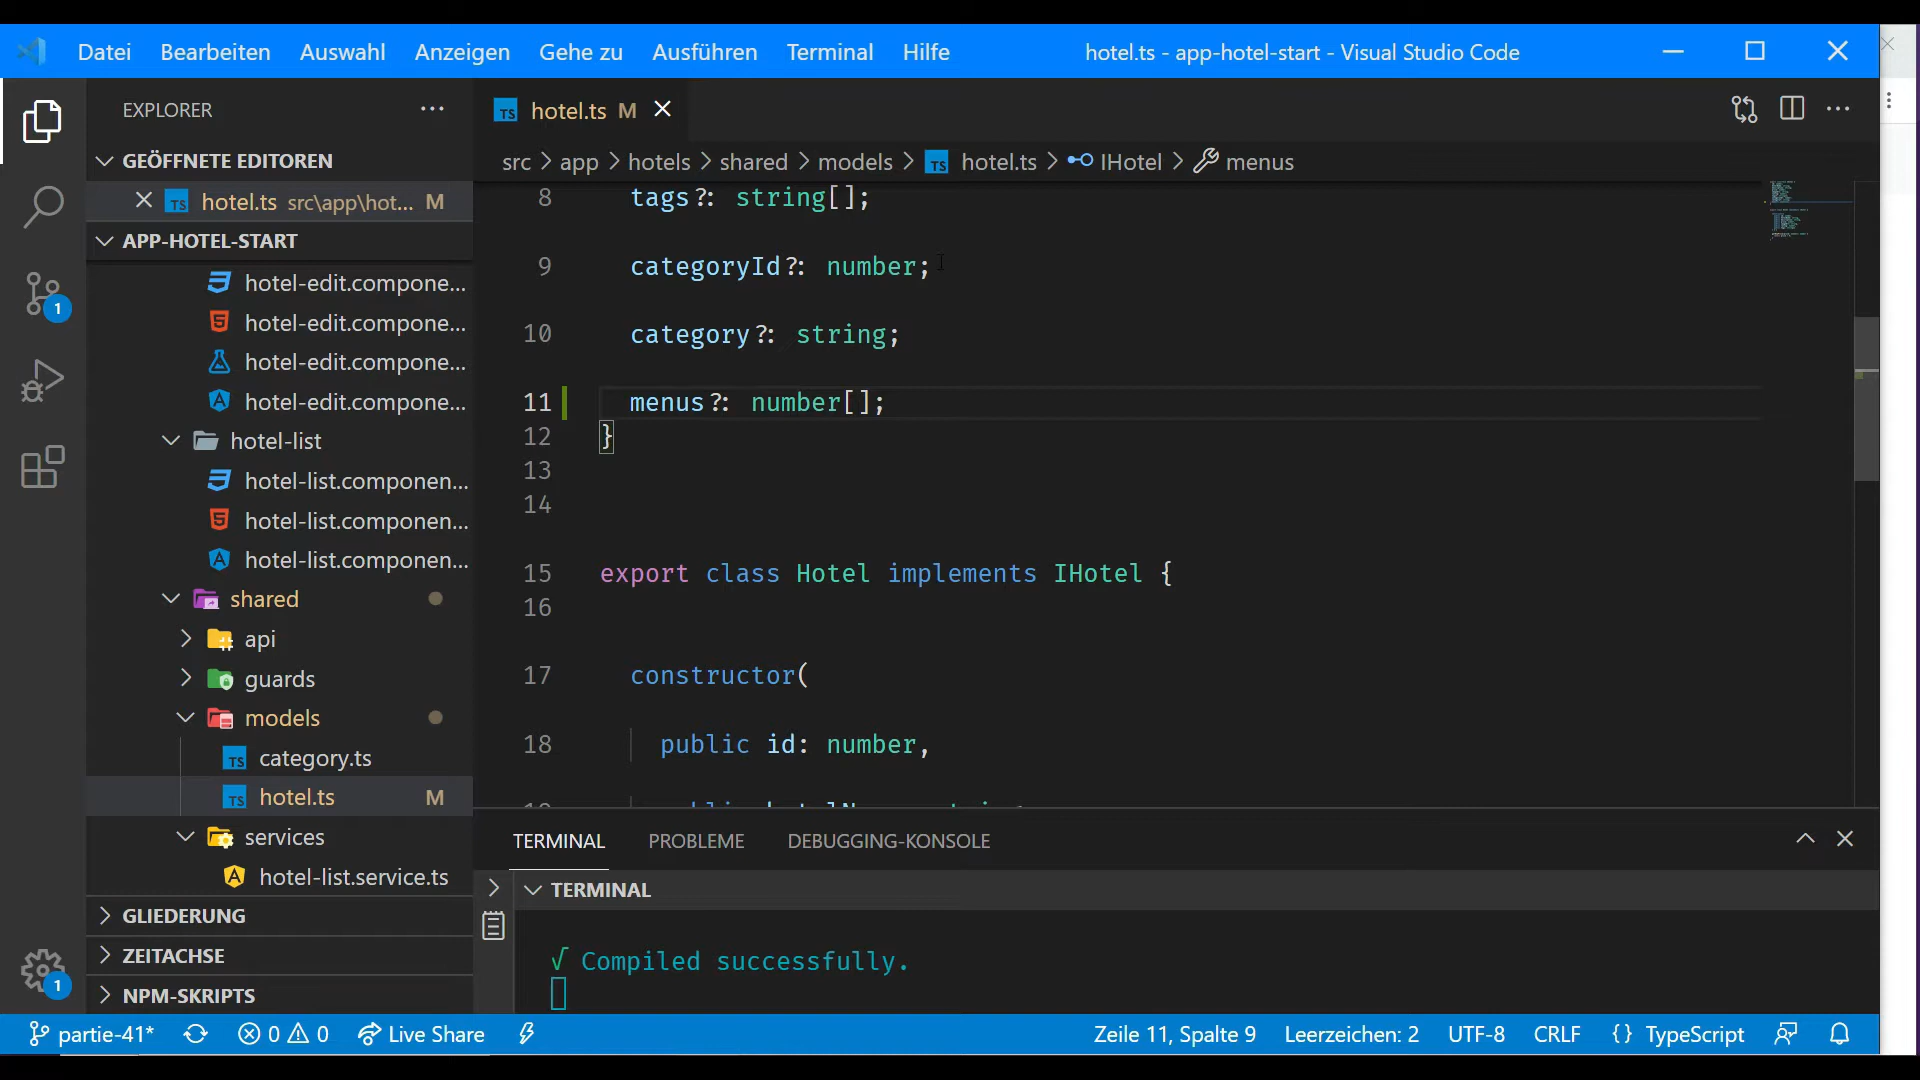 Datei Bearbeiten Auswahl Anzeigen Gehe zu Ausführen Terminal Hilfe hotel.ts - app-hotel-start - Visual Studio Code
EXPLORER
GEÖFFNETE EDITOREN
hotel.ts src\app\hot... M
APP-HOTEL-START
hotel-edit.compone...
hotel-edit.compone...
hotel-edit.compone...
hotel-edit.compone...
hotel-list
hotel-list.componen...
hotel-list.componen...
hotel-list.componen...
shared
api
guards
models
category.ts
hotel.ts M
services
hotel-list.service.ts
GLIEDERUNG
ZEITACHSE
NPM-SKRIPTS
1
1
hotel.ts M
src > app > hotels > shared > models > TS hotel.ts > IHotel > menus
8 tags?: string[];
9 categoryId?: number;
10 category?: string;
11 menus?: number[];
12 }
13
14
15 export class Hotel implements IHotel {
16
17 constructor(
18 public id: number,
TERMINAL PROBLEME DEBUGGING-KONSOLE
TERMINAL
√ Compiled successfully.
partie-41* 0 0 Live Share Zeile 11, Spalte 9 Leerzeichen: 2 UTF-8 CRLF {} TypeScript